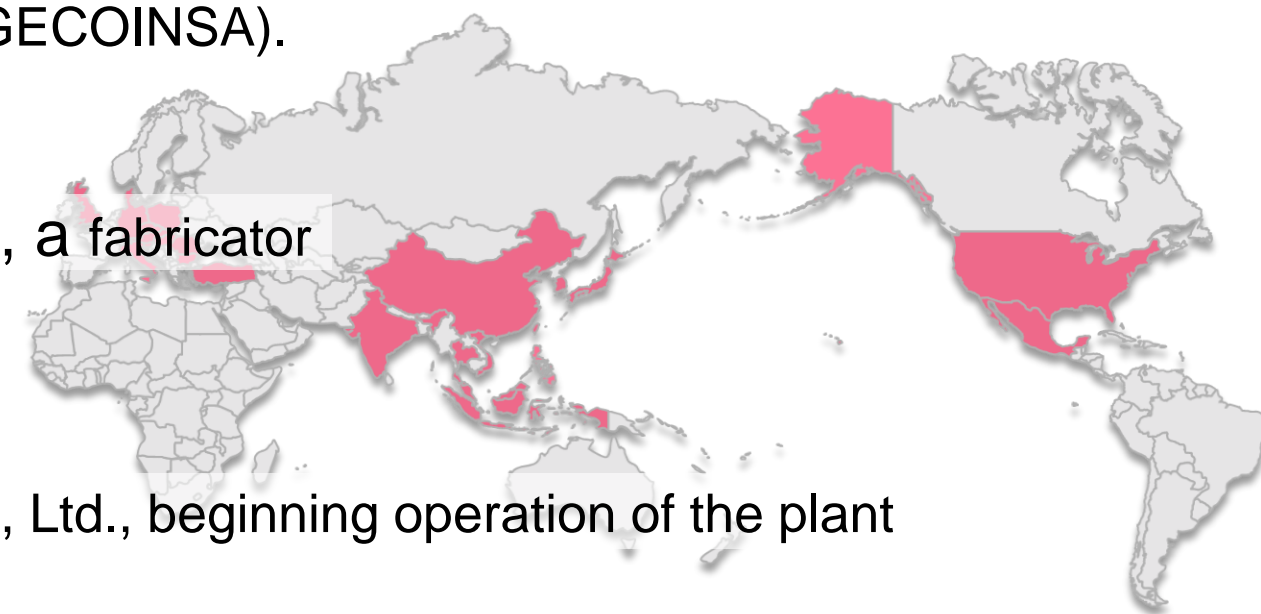 GECOINSA).
, a fabricator
, Ltd., beginning operation of the plant